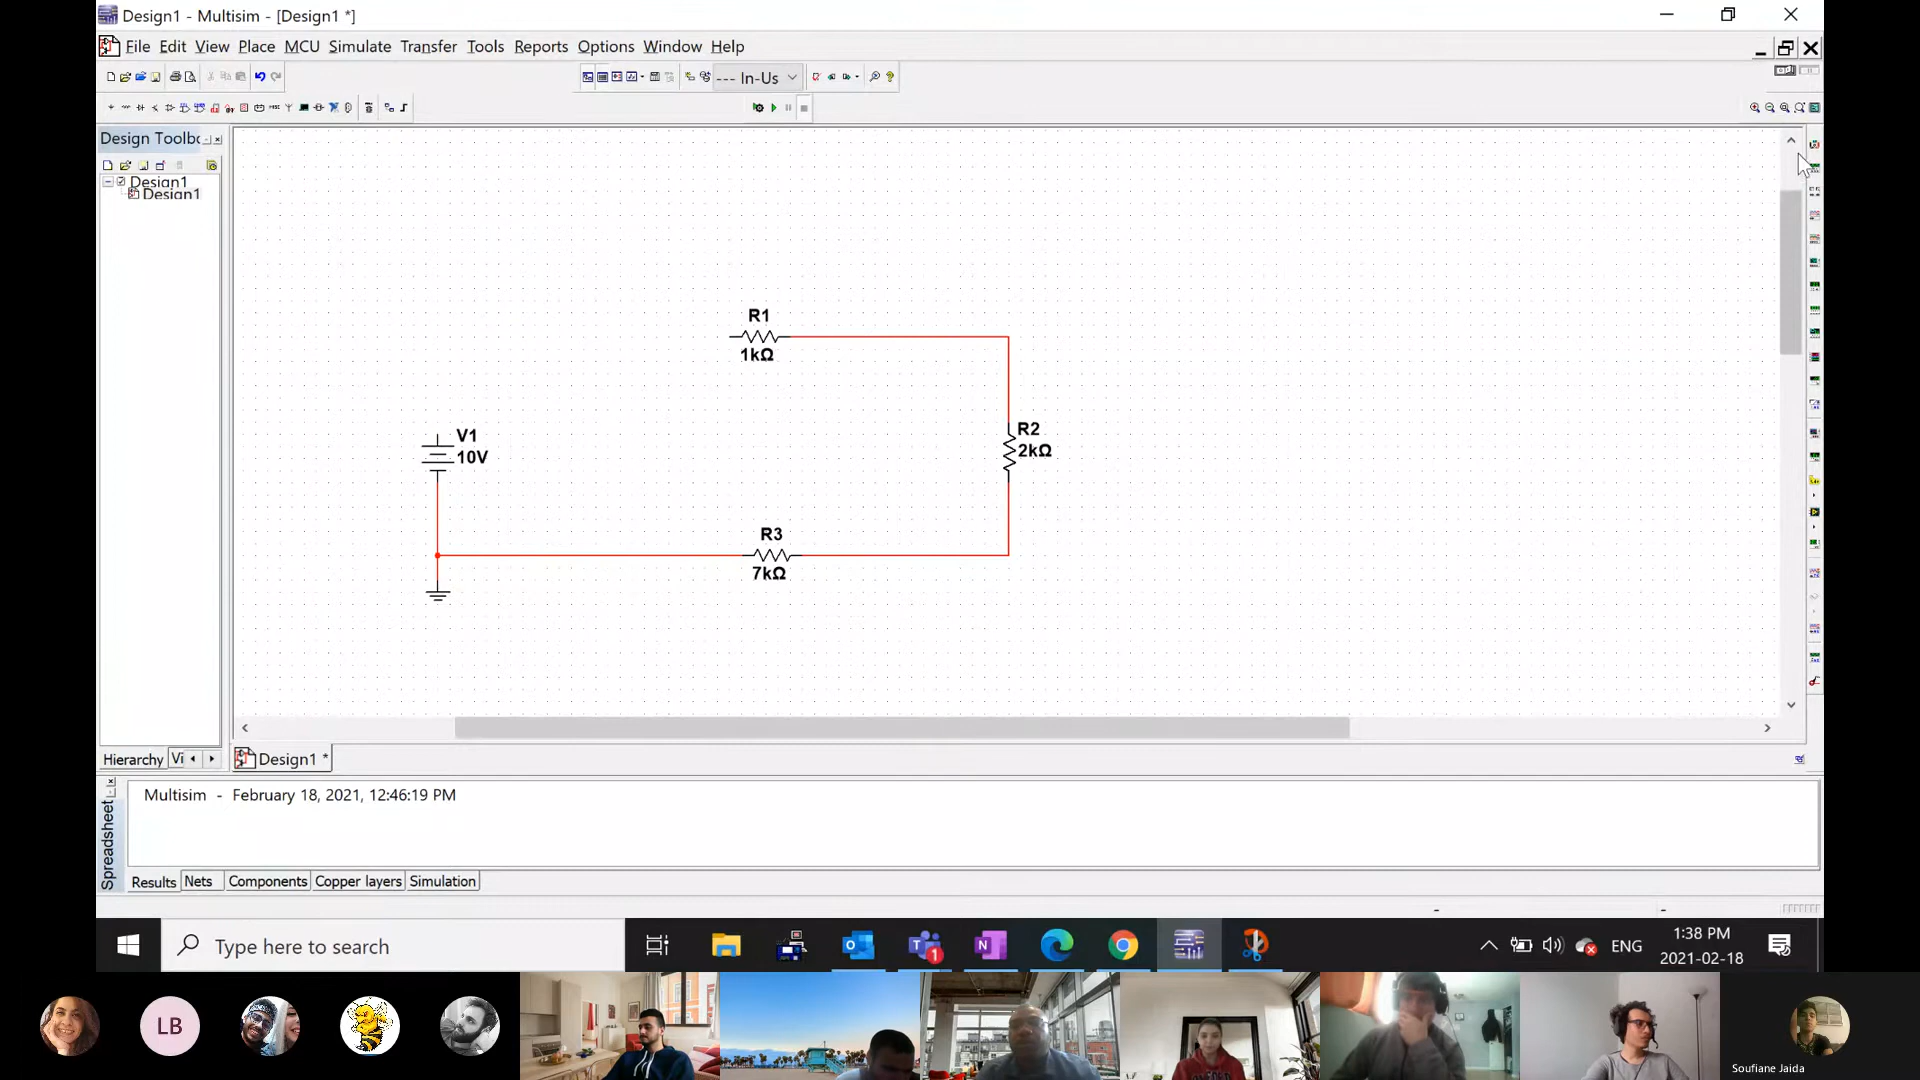 Design1 - Multisim - [Design1 *]
File Edit View Place MCU Simulate Transfer Tools Reports Options Window Help
--- In-Us
Design Toolbo
Design1
Design1
R1
1kΩ
V1
10V
R2
2kΩ
R3
7kΩ
Hierarchy Vi
Design1 *
Spreadsheet
Multisim - February 18, 2021, 12:46:19 PM
Results Nets Components Copper layers Simulation
Type here to search
1
ENG
1:38 PM
2021-02-18
LB
Soufiane Jaida